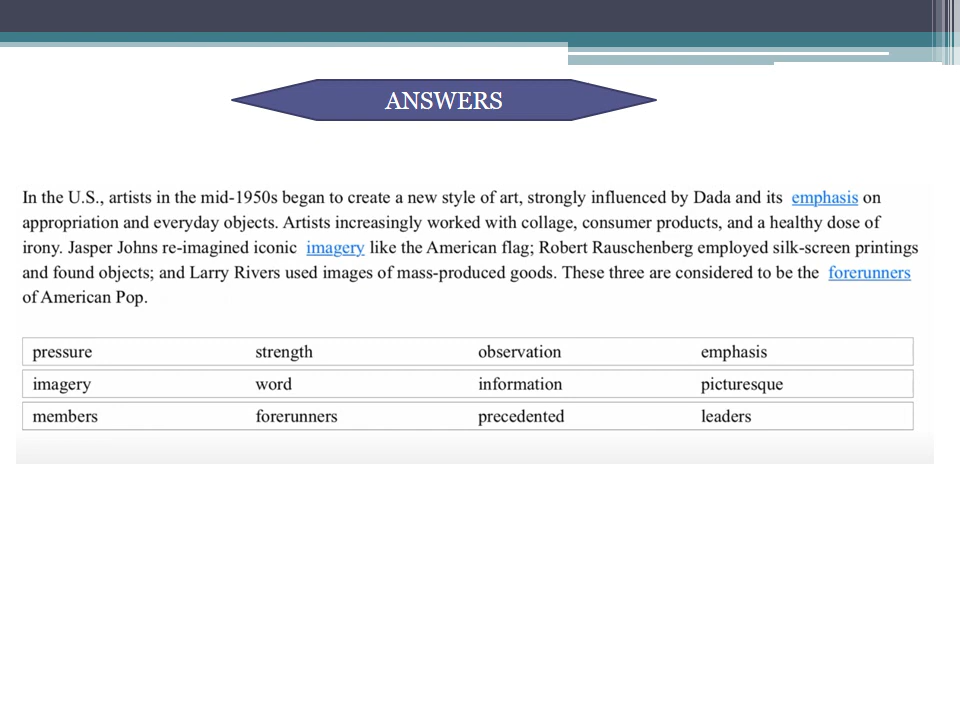 ANSWERS
In the U.S., artists in the mid-1950s began to create a new style of art, strongly influenced by Dada and its emphasis on
appropriation and everyday objects. Artists increasingly worked with collage, consumer products, and a healthy dose of
irony. Jasper Johns re-imagined iconic imagery like the American flag; Robert Rauschenberg employed silk-screen printings
and found objects; and Larry Rivers used images of mass-produced goods. These three are considered to be the forerunners
of American Pop.
pressure strength observation emphasis
imagery word information picturesque
members forerunners precedented leaders